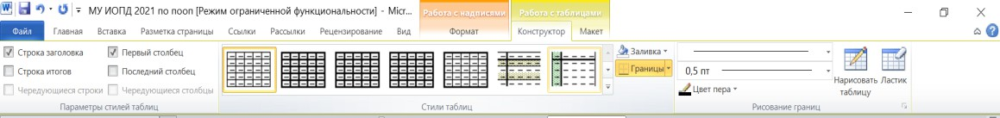 МУ ИОПД 2021 по пооп [Режим ограниченной функциональности] - Micr...
Работа с надписями
Работа с таблицами
Файл Главная Вставка Разметка страницы Ссылки Рассылки Рецензирование Вид Формат Конструктор Макет
Строка заголовка Первый столбец
Строка итогов Последний столбец
Чередующиеся строки Чередующиеся столбцы
Параметры стилей таблиц
Стили таблиц
Заливка
Границы
0,5 пт
Цвет пера
Нарисовать таблицу
Ластик
Рисование границ